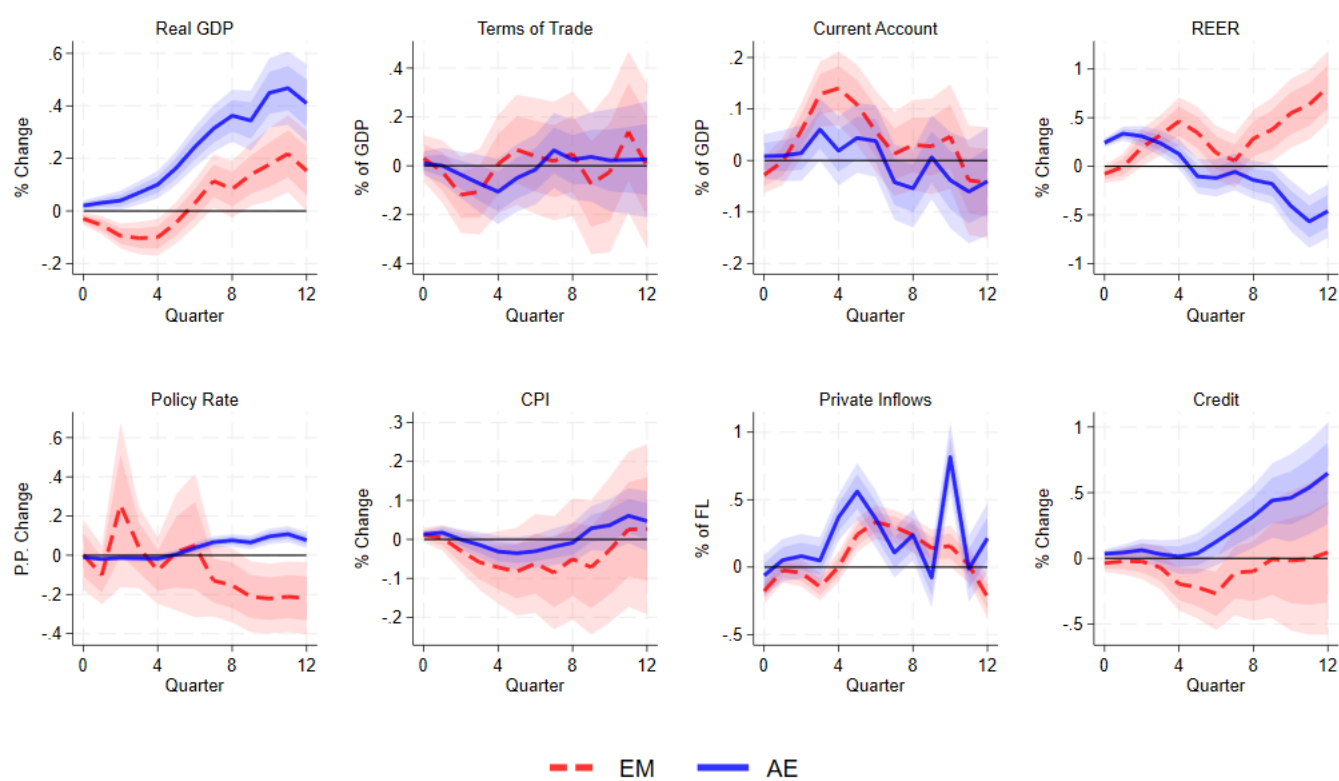 Real GDP
% Change
.6
.4
.2
0
-.2
0 4 8 12
Quarter
Terms of Trade
% of GDP
.4
.2
0
-.2
-.4
0 4 8 12
Quarter
Current Account
% of GDP
.2
.1
0
-.1
-.2
0 4 8 12
Quarter
REER
% Change
1
.5
0
-.5
-1
0 4 8 12
Quarter
Policy Rate
P.P. Change
.6
.4
.2
0
-.2
-.4
0 4 8 12
Quarter
CPI
% Change
.3
.2
.1
0
-.1
-.2
0 4 8 12
Quarter
Private Inflows
% of FL
1
.5
0
-.5
0 4 8 12
Quarter
Credit
% Change
1
.5
0
-.5
0 4 8 12
Quarter
EM AE